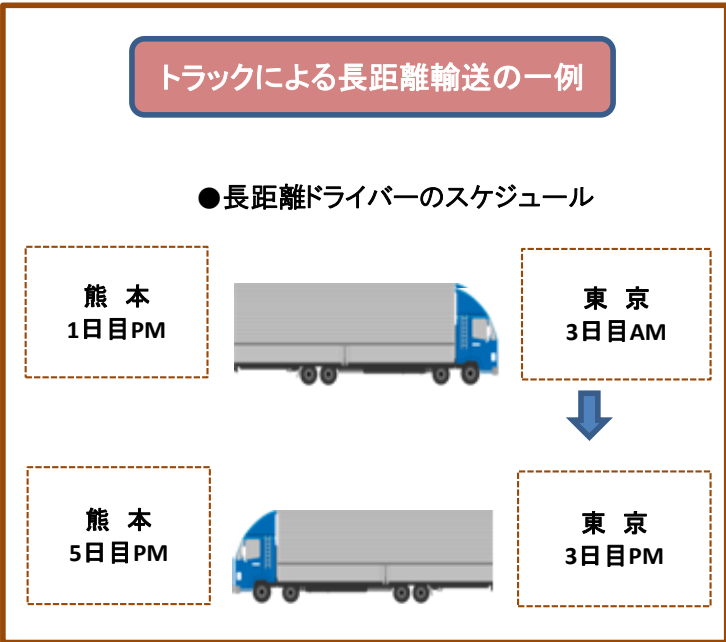 トラックによる長距離輸送の一例
●長距離ドライバーのスケジュール
熊 本
1日目PM
東 京
3日目AM
熊 本
5日目PM
東 京
3日目PM